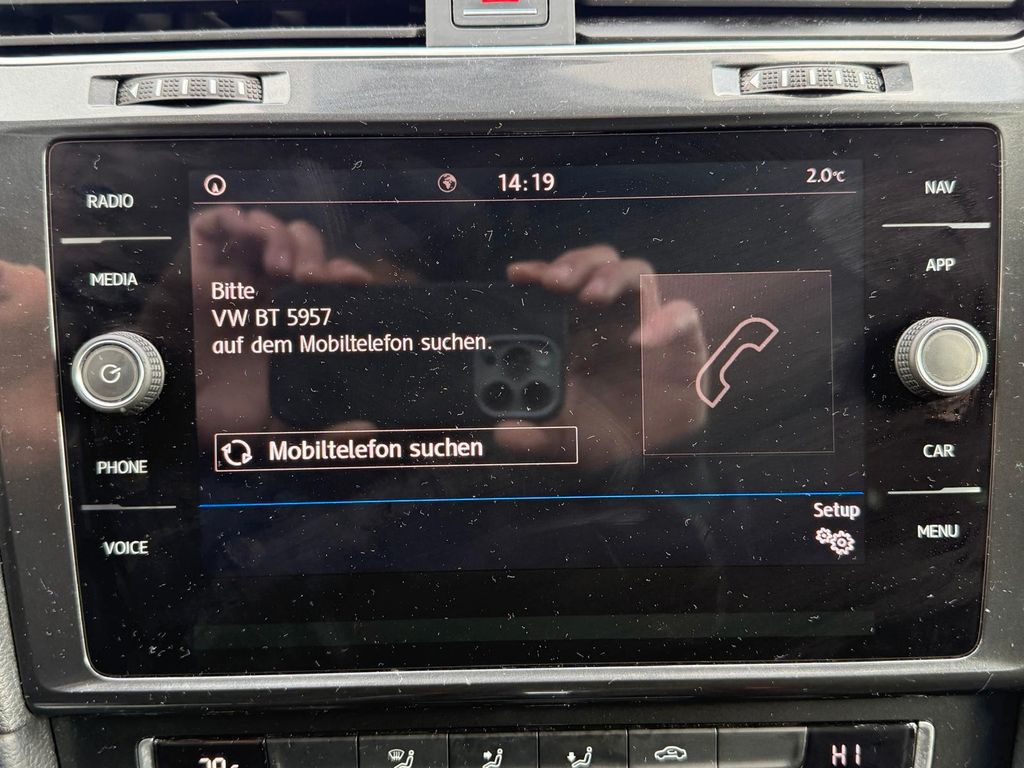 14:19
2.0°C
RADIO
NAV
MEDIA
APP
Bitte
VW BT 5957
auf dem Mobiltelefon suchen.
Mobiltelefon suchen
PHONE
CAR
Setup
VOICE
MENU
HI